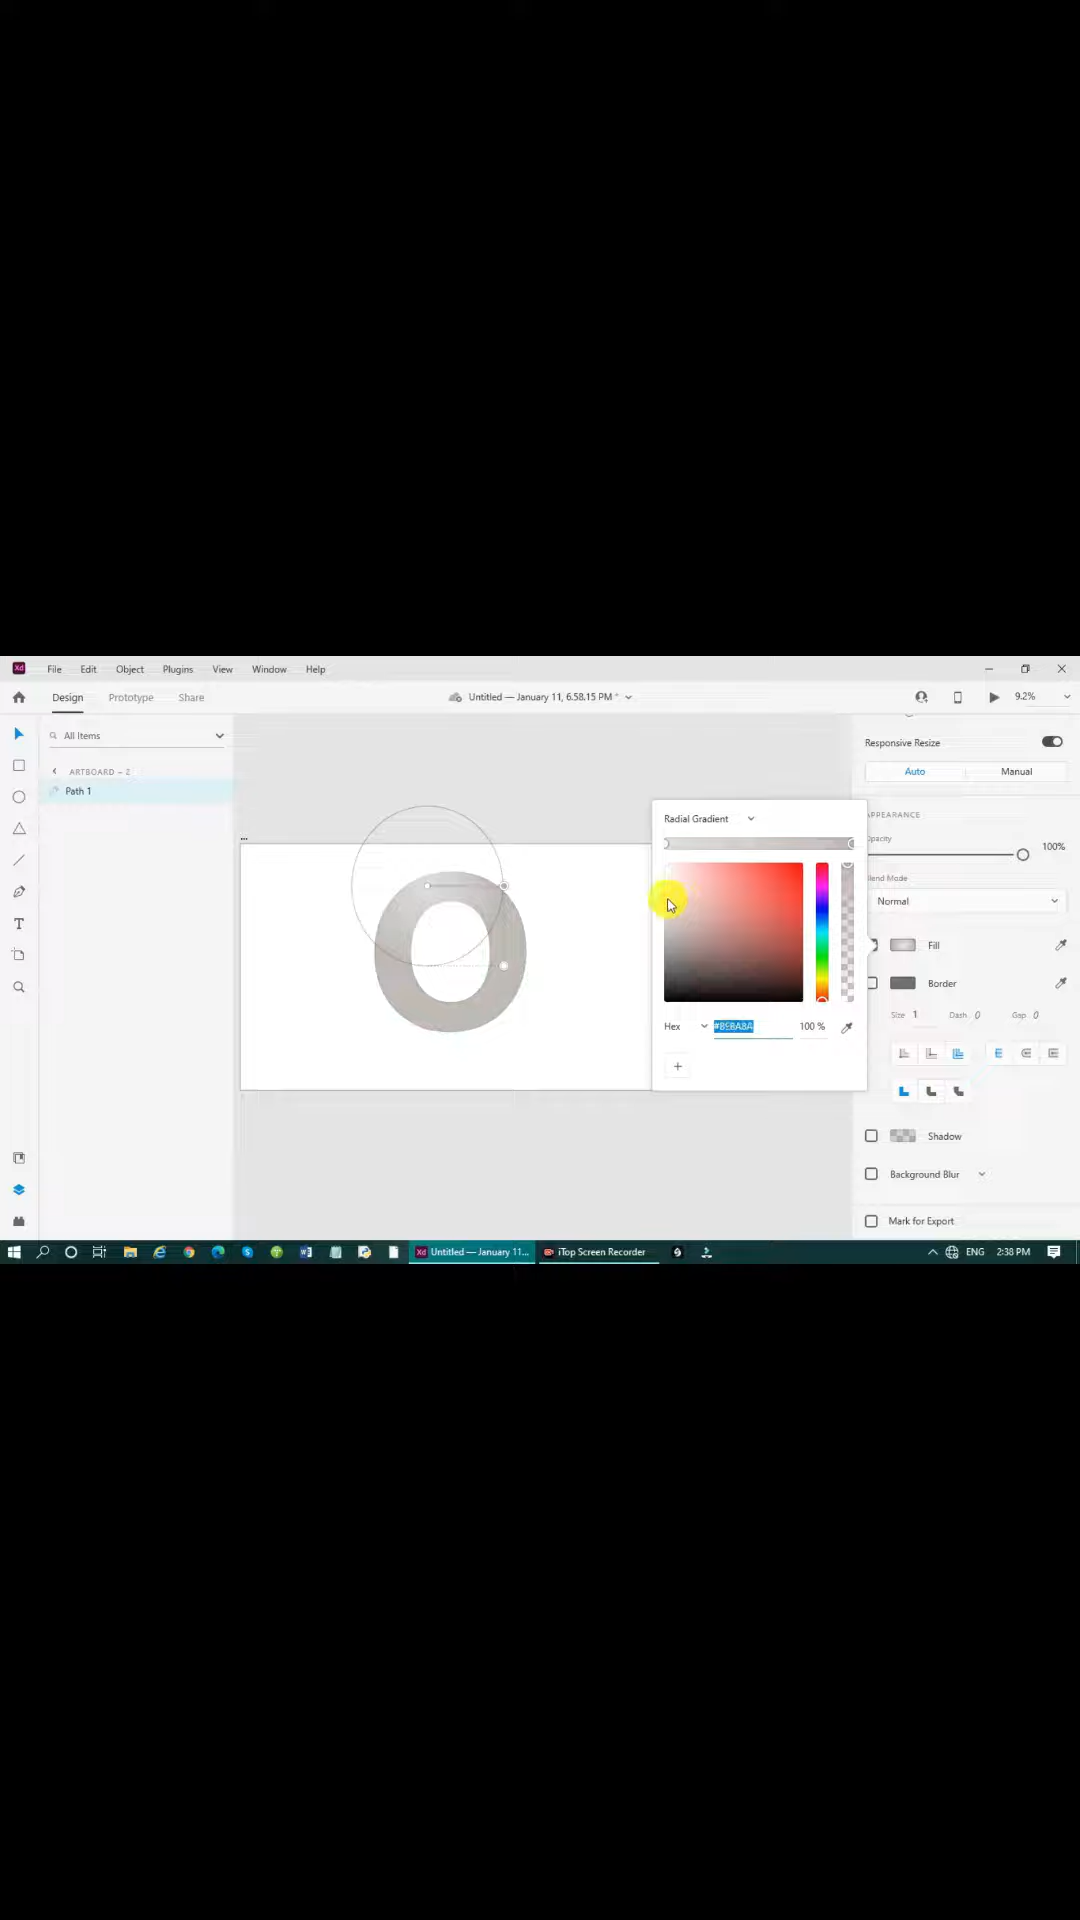 Xd File Edit Object Plugins View Window Help
Design Prototype Share Untitled — January 11, 6.58.15 PM * 9.2%
All Items
ARTBOARD – 2
Path 1
Responsive Resize
Auto Manual
APPEARANCE
Opacity
100%
Blend Mode
Normal
Radial Gradient
Hex #BEBABA 100 %
+
Fill
Border
Size 1 Dash 0 Gap 0
Shadow
Background Blur
Mark for Export
O
T
Xd Untitled — January 11... iTop Screen Recorder ENG 2:38 PM